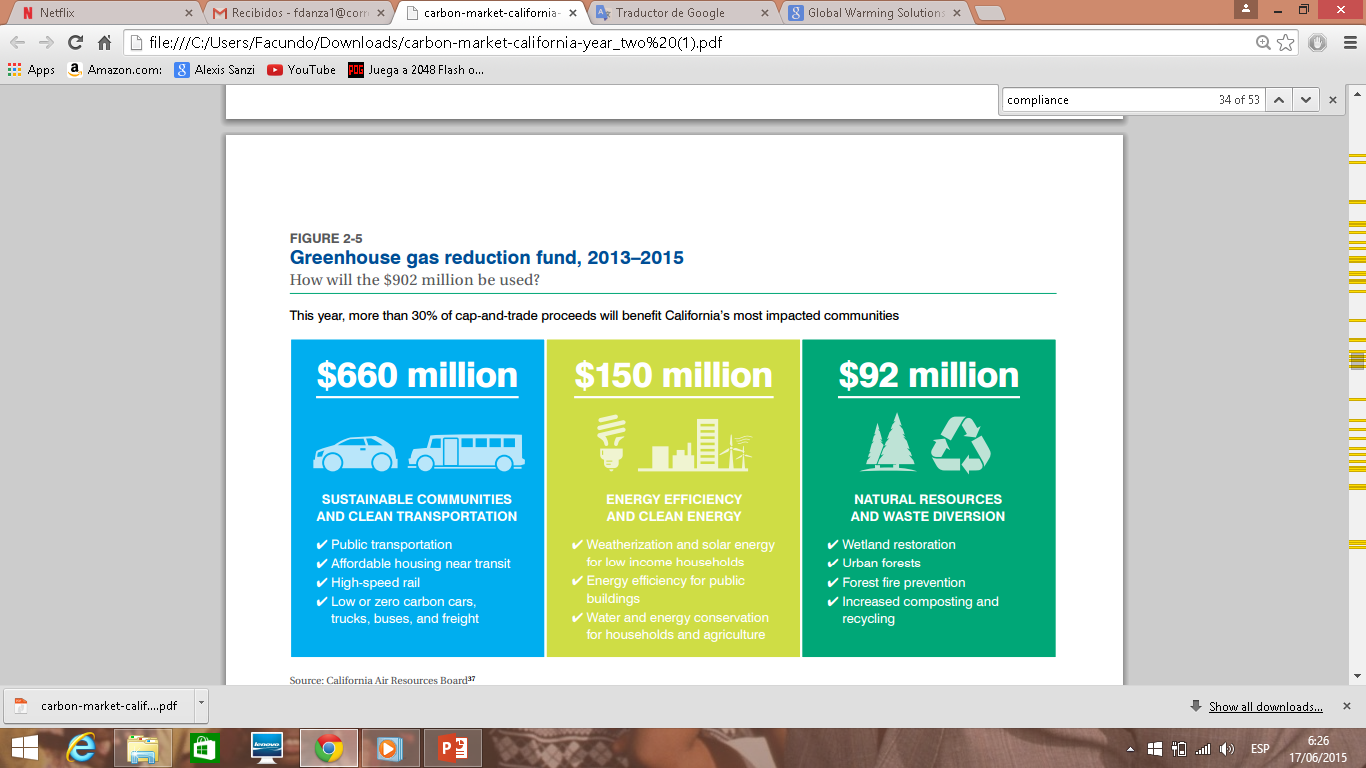 Netflix
Recibidos - fdanza1@corr
carbon-market-california-
Traductor de Google
Global Warming Solutions
file:///C:/Users/Facundo/Downloads/carbon-market-california-year_two%20(1).pdf
Apps
Amazon.com:
Alexis Sanzi
YouTube
Juega a 2048 Flash o...
compliance
34 of 53
FIGURE 2-5
Greenhouse gas reduction fund, 2013–2015
How will the $902 million be used?
This year, more than 30% of cap-and-trade proceeds will benefit California's most impacted communities
$660 million
SUSTAINABLE COMMUNITIES
AND CLEAN TRANSPORTATION
✔ Public transportation
✔ Affordable housing near transit
✔ High-speed rail
✔ Low or zero carbon cars,
trucks, buses, and freight
$150 million
ENERGY EFFICIENCY
AND CLEAN ENERGY
✔ Weatherization and solar energy
for low income households
✔ Energy efficiency for public
buildings
✔ Water and energy conservation
for households and agriculture
$92 million
NATURAL RESOURCES
AND WASTE DIVERSION
✔ Wetland restoration
✔ Urban forests
✔ Forest fire prevention
✔ Increased composting and
recycling
Source: California Air Resources Board37
carbon-market-calif....pdf
Show all downloads...
lenovo
ESP
6:26
17/06/2015